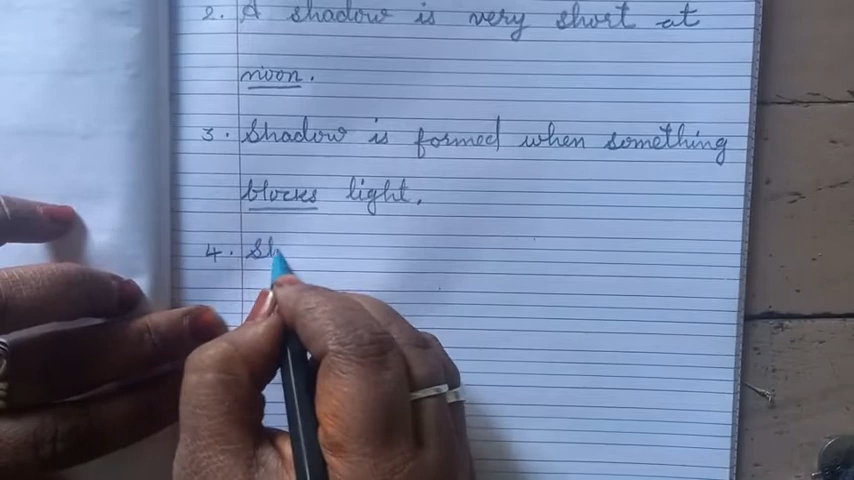 2. A shadow is very short at
noon.
3. Shadow is formed when something
blocks light.
4. Sh